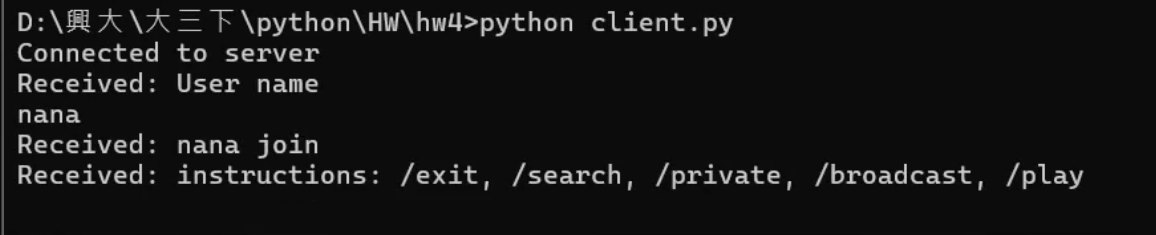 D:\興大\大三下\python\HW\hw4>python client.py
Connected to server
Received: User name
nana
Received: nana join
Received: instructions: /exit, /search, /private, /broadcast, /play